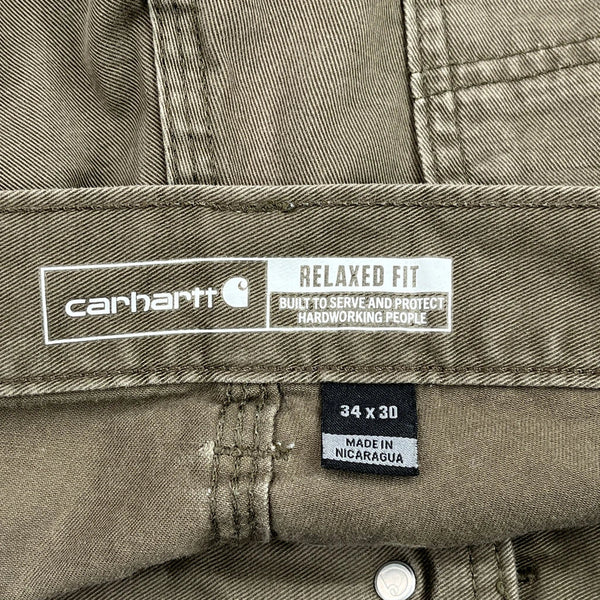 carhartt
RELAXED FIT
BUILT TO SERVE AND PROTECT
HARDWORKING PEOPLE
34 x 30
MADE IN
NICARAGUA